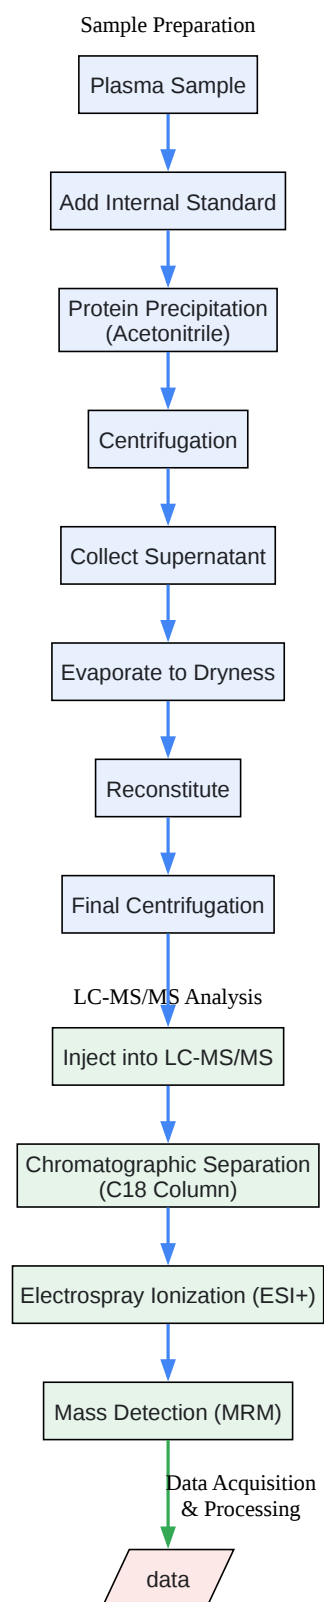 Sample Preparation
Plasma Sample
Add Internal Standard
Protein Precipitation
(Acetonitrile)
Centrifugation
Collect Supernatant
Evaporate to Dryness
Reconstitute
Final Centrifugation
LC-MS/MS Analysis
Inject into LC-MS/MS
Chromatographic Separation
(C18 Column)
Electrospray Ionization (ESI+)
Mass Detection (MRM)
Data Acquisition
& Processing
data